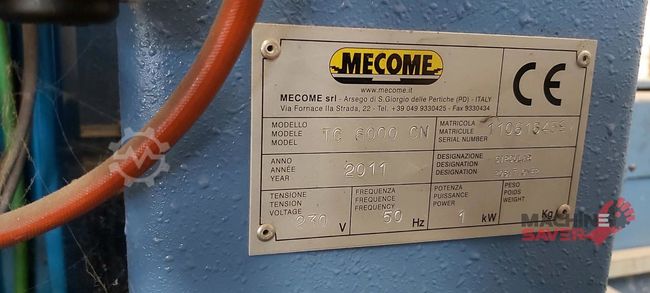 MECOME
www.mecome.it
MECOME srl - Arsego di S.Giorgio delle Pertiche (PD) - ITALY
Via Fornace IIa Strada, 22 - Tel. +39 049 9330425 - Fax 9330434
CE
MODELLO
MODELE
MODEL
TC 6000 CN
MATRICOLA
MATRICULE
SERIAL NUMBER
ANNO
ANNÉE
YEAR
2011
DESIGNAZIONE
DESIGNATION
DESIGNATION
TENSIONE
TENSION
VOLTAGE
230 V
FREQUENZA
FREQUENCE
FREQUENCY
50 Hz
POTENZA
PUISSANCE
POWER
1 kW
PESO
POIDS
WEIGHT
Kg
MACHINE
SAVER